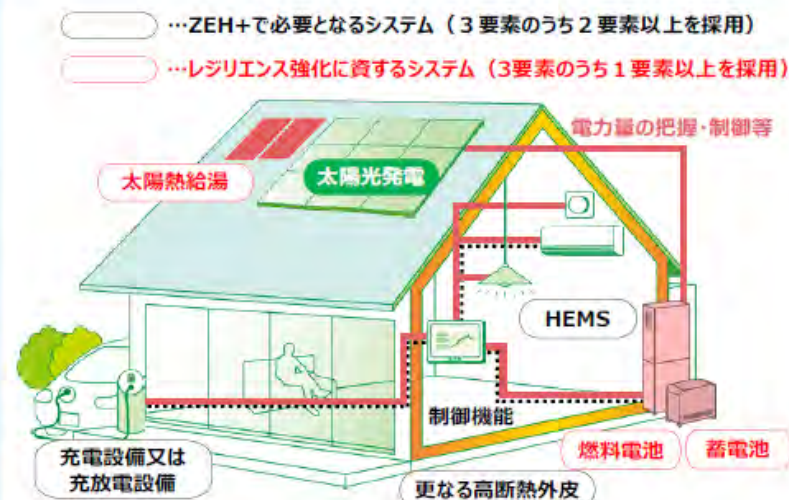 …ZEH+で必要となるシステム（３要素のうち２要素以上を採用）
…レジリエンス強化に資するシステム（3要素のうち１要素以上を採用）
電力量の把握・制御等
太陽熱給湯
太陽光発電
HEMS
制御機能
充電設備又は
充放電設備
燃料電池
蓄電池
更なる高断熱外皮